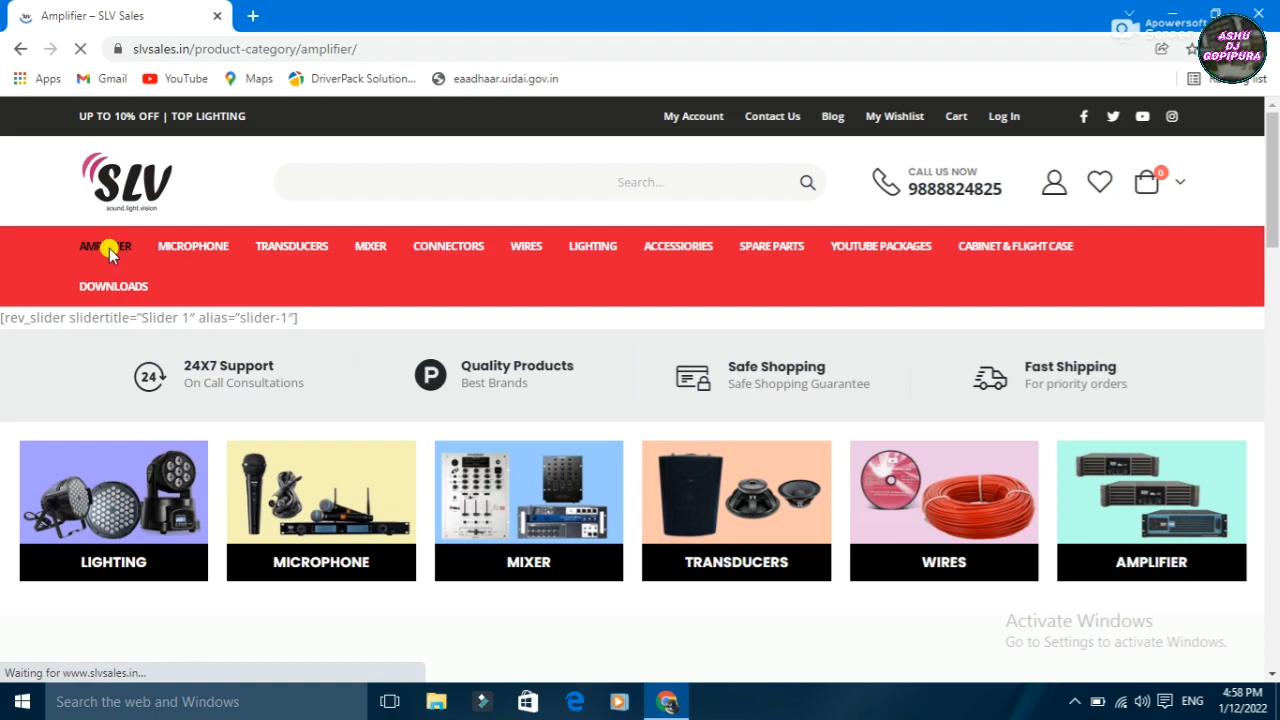 Amplifier – SLV Sales
Apowersoft
ASHU
DJ
GOPIPURA
slvsales.in/product-category/amplifier/
Apps
Gmail
YouTube
Maps
DriverPack Solution...
eaadhaar.uidai.gov.in
list
UP TO 10% OFF | TOP LIGHTING
My Account
Contact Us
Blog
My Wishlist
Cart
Log In
SLV
sound.light.vision
Search...
CALL US NOW
9888824825
0
MICROPHONE
TRANSDUCERS
MIXER
CONNECTORS
WIRES
LIGHTING
ACCESSIORIES
SPARE PARTS
YOUTUBE PACKAGES
CABINET & FLIGHT CASE
DOWNLOADS
[rev_slider slidertitle="Slider 1" alias="slider-1"]
24
24X7 Support
On Call Consultations
P
Quality Products
Best Brands
Safe Shopping
Safe Shopping Guarantee
Fast Shipping
For priority orders
LIGHTING
MICROPHONE
MIXER
TRANSDUCERS
WIRES
AMPLIFIER
Activate Windows
Go to Settings to activate Windows.
Waiting for www.slvsales.in...
Search the web and Windows
ENG
4:58 PM
1/12/2022